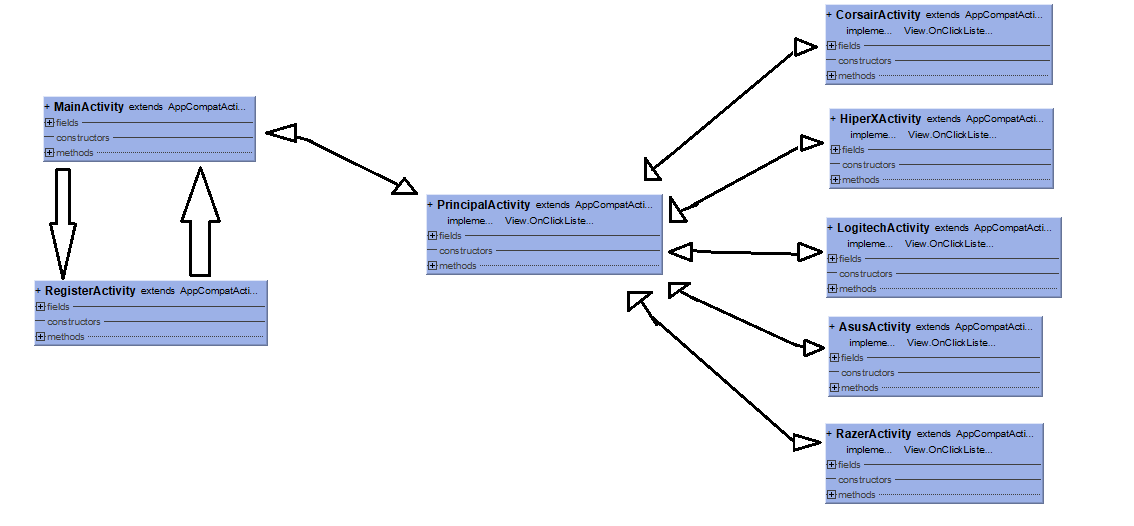 + MainActivity extends AppCompatActi...
fields
constructors
methods
+ RegisterActivity extends AppCompatActi...
fields
constructors
methods
+ PrincipalActivity extends AppCompatActi...
impleme... View.OnClickListe...
fields
constructors
methods
+ CorsairActivity extends AppCompatActi...
impleme... View.OnClickListe...
fields
constructors
methods
+ HiperXActivity extends AppCompatActi...
impleme... View.OnClickListe...
fields
constructors
methods
+ LogitechActivity extends AppCompatActi...
impleme... View.OnClickListe...
fields
constructors
methods
+ AsusActivity extends AppCompatActi...
impleme... View.OnClickListe...
fields
constructors
methods
+ RazerActivity extends AppCompatActi...
impleme... View.OnClickListe...
fields
constructors
methods